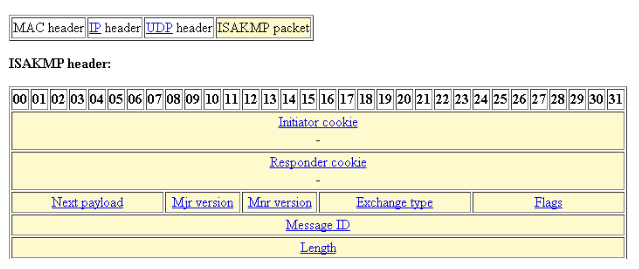 MAC header IP header UDP header ISAKMP packet
ISAKMP header:
00 01 02 03 04 05 06 07 08 09 10 11 12 13 14 15 16 17 18 19 20 21 22 23 24 25 26 27 28 29 30 31
Initiator cookie
-
Responder cookie
-
Next payload Mjr version Mnr version Exchange type Flags
Message ID
Length